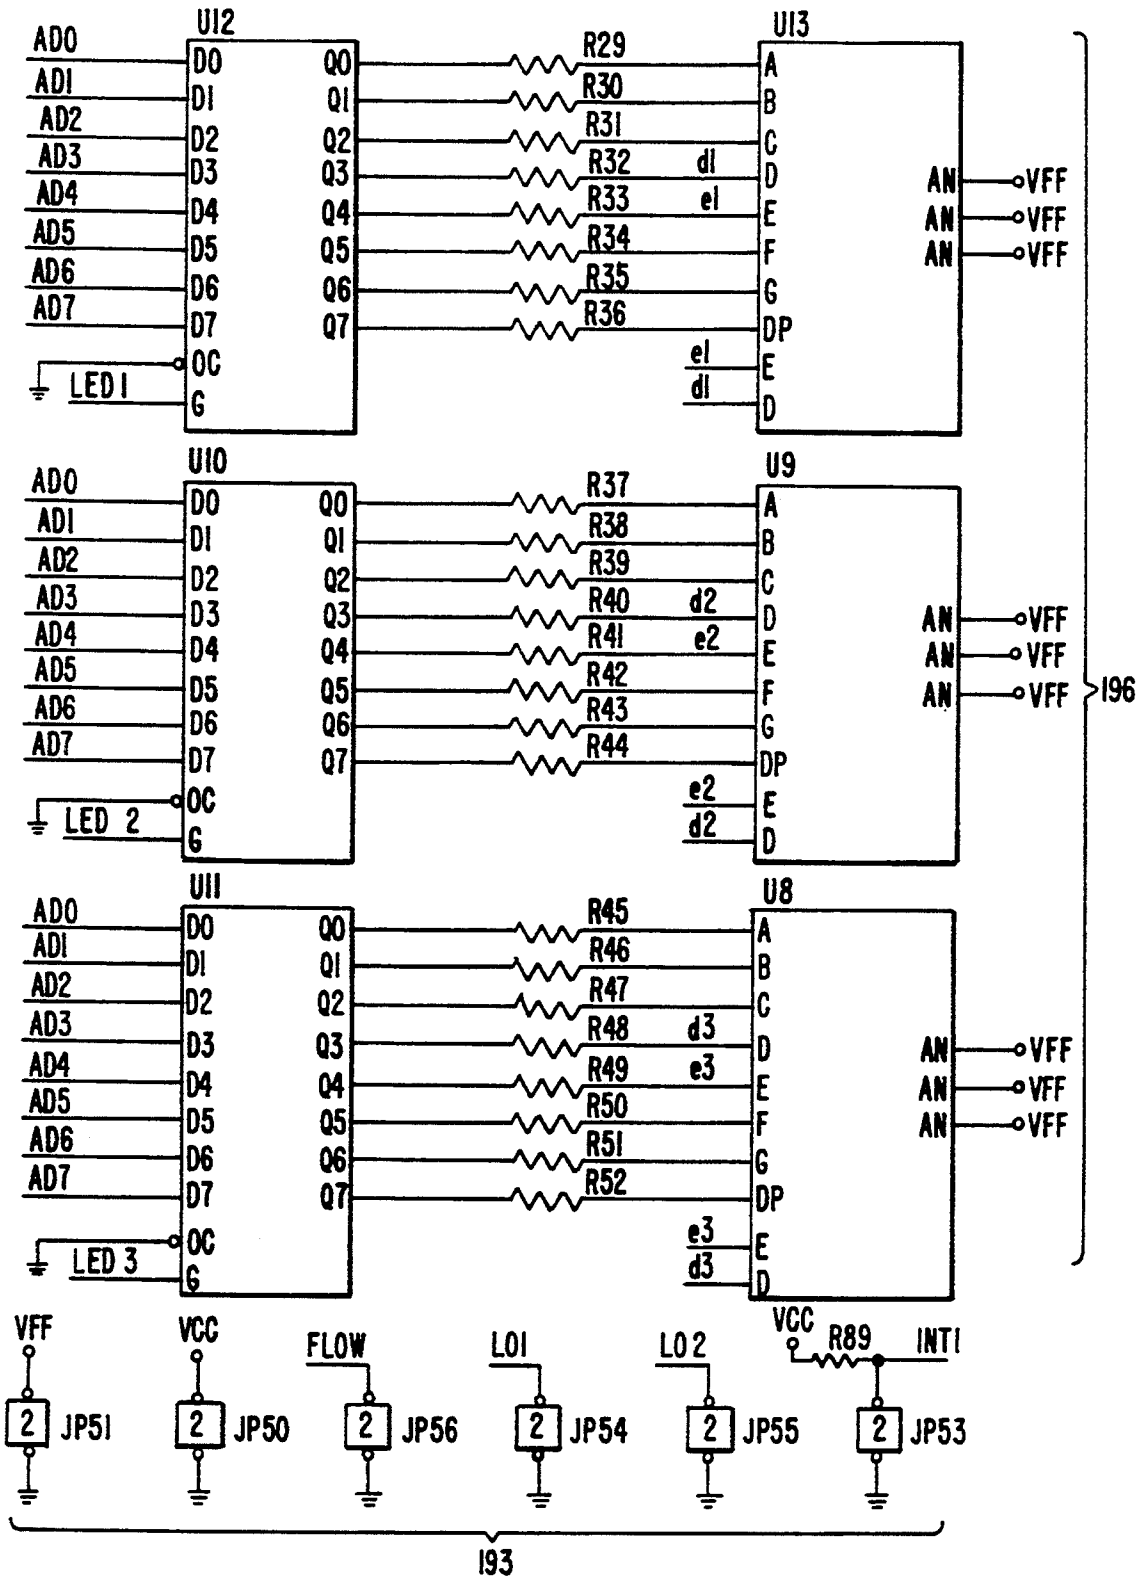 U12 U13
AD0 D0 Q0 R29 A
AD1 D1 Q1 R30 B
AD2 D2 Q2 R31 C
AD3 D3 Q3 R32 d1 D AN VFF
AD4 D4 Q4 R33 e1 E AN VFF
AD5 D5 Q5 R34 F AN VFF
AD6 D6 Q6 R35 G
AD7 D7 Q7 R36 DP
OC e1 E
LED 1 G d1 D
U10 U9
AD0 D0 Q0 R37 A
AD1 D1 Q1 R38 B
AD2 D2 Q2 R39 C
AD3 D3 Q3 R40 d2 D AN VFF
AD4 D4 Q4 R41 e2 E AN VFF
AD5 D5 Q5 R42 F AN VFF
196
AD6 D6 Q6 R43 G
AD7 D7 Q7 R44 DP
OC e2 E
LED 2 G d2 D
U11 U8
AD0 D0 Q0 R45 A
AD1 D1 Q1 R46 B
AD2 D2 Q2 R47 C
AD3 D3 Q3 R48 d3 D AN VFF
AD4 D4 Q4 R49 e3 E AN VFF
AD5 D5 Q5 R50 F AN VFF
AD6 D6 Q6 R51 G
AD7 D7 Q7 R52 DP
OC e3 E
LED 3 G d3 D
VFF VCC FLOW LO1 LO2 VCC R89 INT1
2 JP51 2 JP50 2 JP56 2 JP54 2 JP55 2 JP53
193